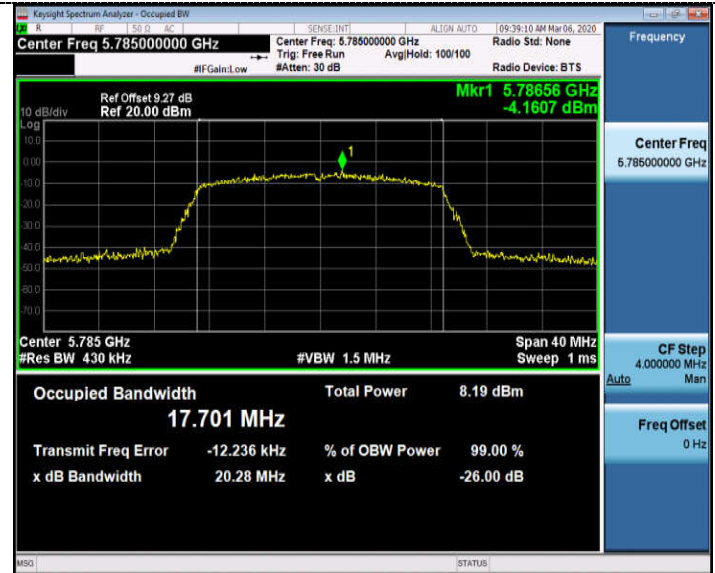 Keysight Spectrum Analyzer - Occupied BW
R RF 50 Ω AC SENSE:INT ALIGN AUTO 09:39:10 AM Mar 06, 2020
Center Freq 5.785000000 GHz Center Freq: 5.785000000 GHz Radio Std: None
Trig: Free Run Avg|Hold: 100/100
#IFGain:Low #Atten: 30 dB Radio Device: BTS
Frequency
Mkr1 5.78656 GHz
-4.1607 dBm
Ref Offset 9.27 dB
10 dB/div Ref 20.00 dBm
Log
10.0
0.00
-10.0
-20.0
-30.0
-40.0
-50.0
-60.0
-70.0
1
Center 5.785 GHz Span 40 MHz
#Res BW 430 kHz #VBW 1.5 MHz Sweep 1 ms
Occupied Bandwidth Total Power 8.19 dBm
17.701 MHz
Transmit Freq Error -12.236 kHz % of OBW Power 99.00 %
x dB Bandwidth 20.28 MHz x dB -26.00 dB
Center Freq
5.785000000 GHz
CF Step
4.000000 MHz
Auto Man
Freq Offset
0 Hz
MSG STATUS